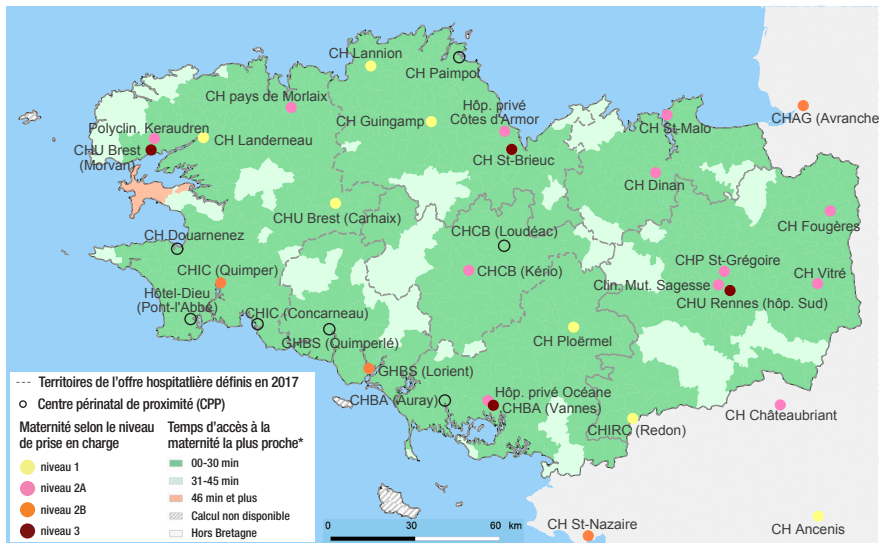 CH Lannion
CH Paimpol
CH pays de Morlaix
Hôp. privé
Côtes d'Armor
CH Guingamp
CHAG (Avranche
CH St-Malo
Polyclin. Keraudren
CH Landerneau
CHU Brest
(Morvan)
CH St-Brieuc
CH Dinan
CHU Brest (Carhaix)
CH Fougères
CH Douarnenez
CHCB (Loudéac)
CHP St-Grégoire
CHIC (Quimper)
CHCB (Kério)
Clin. Mut. Sagesse
CH Vitré
Hôtel-Dieu
(Pont-l'Abbé)
CHU Rennes (hôp. Sud)
CHIC (Concarneau)
GHBS (Quimperlé)
CH Ploërmel
GHBS (Lorient)
Hôp. privé Océane
CHBA (Auray)
CHBA (Vannes)
CH Châteaubriant
CHIRC (Redon)
CH St-Nazaire
CH Ancenis
Territoires de l'offre hospitatlière définis en 2017
Centre périnatal de proximité (CPP)
Maternité selon le niveau
de prise en charge
niveau 1
niveau 2A
niveau 2B
niveau 3
Temps d'accès à la
maternité la plus proche*
00-30 min
31-45 min
46 min et plus
Calcul non disponible
Hors Bretagne
0 30 60 km